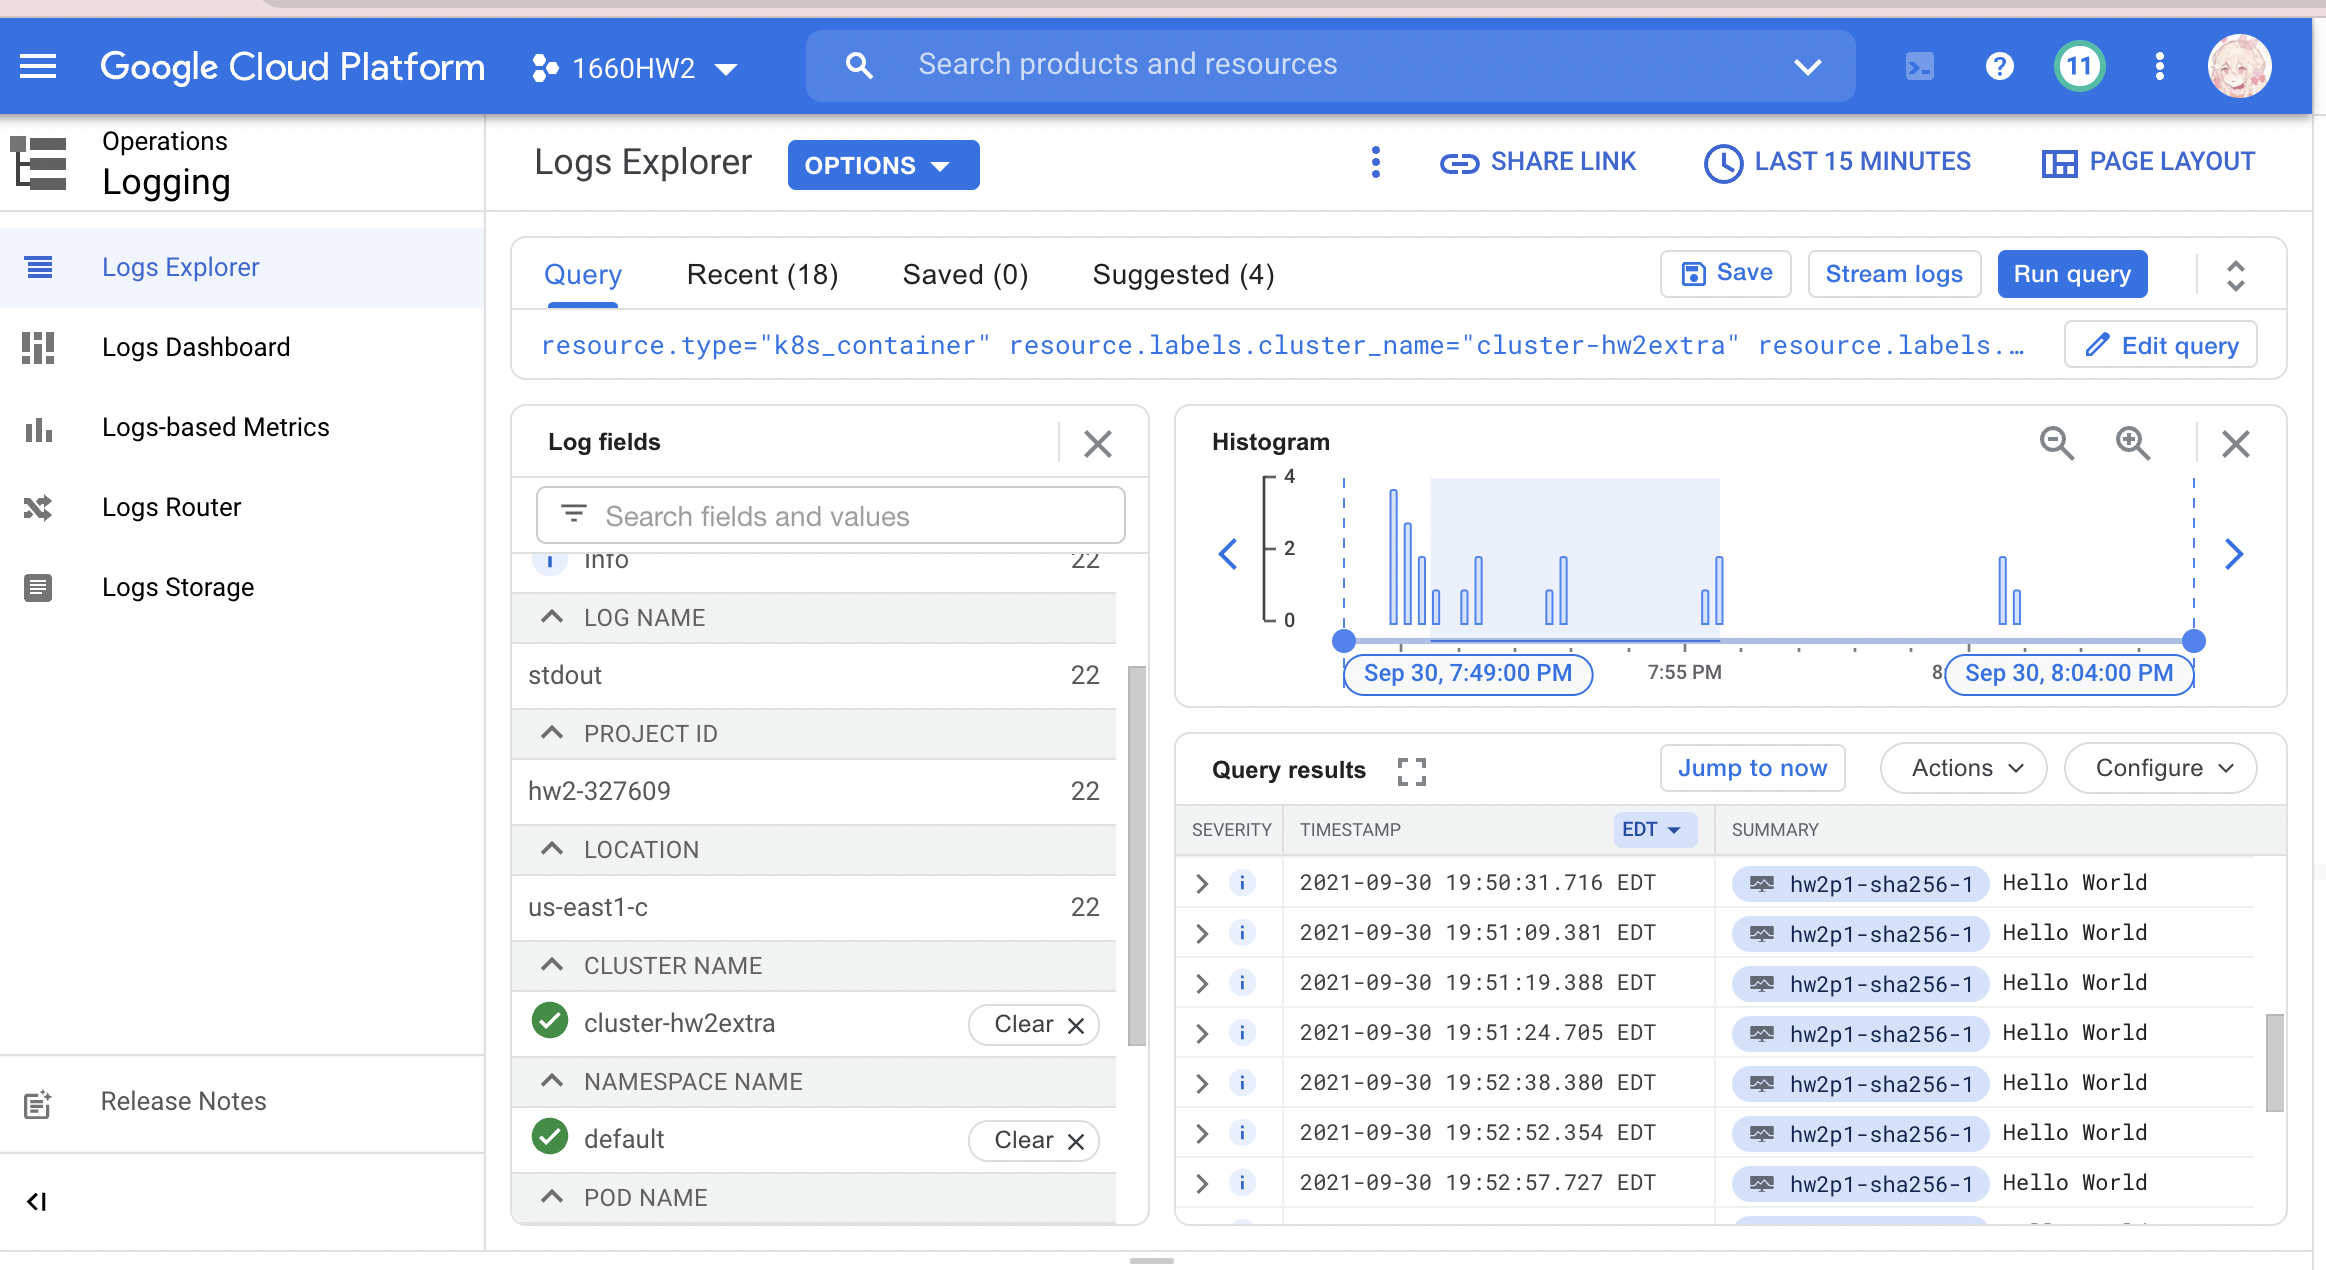 Google Cloud Platform
1660HW2
Search products and resources
11
Operations
Logging
Logs Explorer
OPTIONS
SHARE LINK
LAST 15 MINUTES
PAGE LAYOUT
Logs Explorer
Logs Dashboard
Logs-based Metrics
Logs Router
Logs Storage
Release Notes
Query
Recent (18)
Saved (0)
Suggested (4)
Save
Stream logs
Run query
resource.type="k8s_container" resource.labels.cluster_name="cluster-hw2extra" resource.labels.…
Edit query
Log fields
Search fields and values
Info 22
LOG NAME
stdout 22
PROJECT ID
hw2-327609 22
LOCATION
us-east1-c 22
CLUSTER NAME
cluster-hw2extra Clear
NAMESPACE NAME
default Clear
POD NAME
Histogram
4
2
0
Sep 30, 7:49:00 PM
7:55 PM
8:
Sep 30, 8:04:00 PM
Query results
Jump to now
Actions
Configure
SEVERITY TIMESTAMP EDT SUMMARY
2021-09-30 19:50:31.716 EDT hw2p1-sha256-1 Hello World
2021-09-30 19:51:09.381 EDT hw2p1-sha256-1 Hello World
2021-09-30 19:51:19.388 EDT hw2p1-sha256-1 Hello World
2021-09-30 19:51:24.705 EDT hw2p1-sha256-1 Hello World
2021-09-30 19:52:38.380 EDT hw2p1-sha256-1 Hello World
2021-09-30 19:52:52.354 EDT hw2p1-sha256-1 Hello World
2021-09-30 19:52:57.727 EDT hw2p1-sha256-1 Hello World